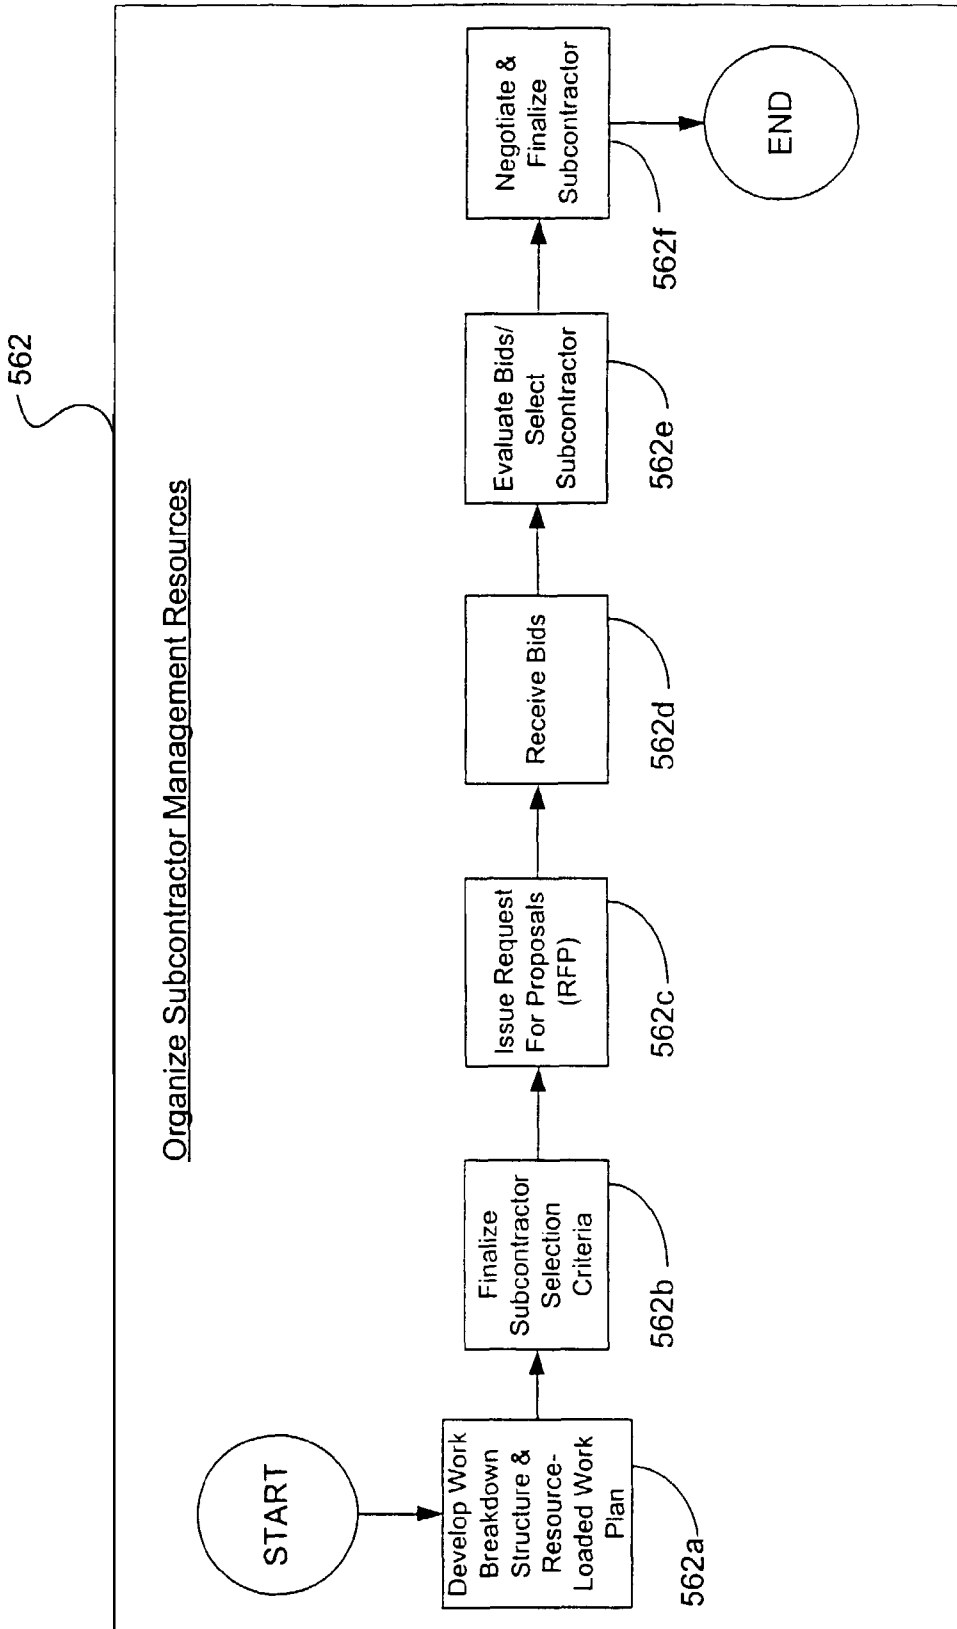 562
Organize Subcontractor Management Resources
START
Develop Work
Breakdown
Structure &
Resource-
Loaded Work
Plan
562a
Finalize
Subcontractor
Selection
Criteria
562b
Issue Request
For Proposals
(RFP)
562c
Receive Bids
562d
Evaluate Bids/
Select
Subcontractor
562e
Negotiate &
Finalize
Subcontractor
562f
END